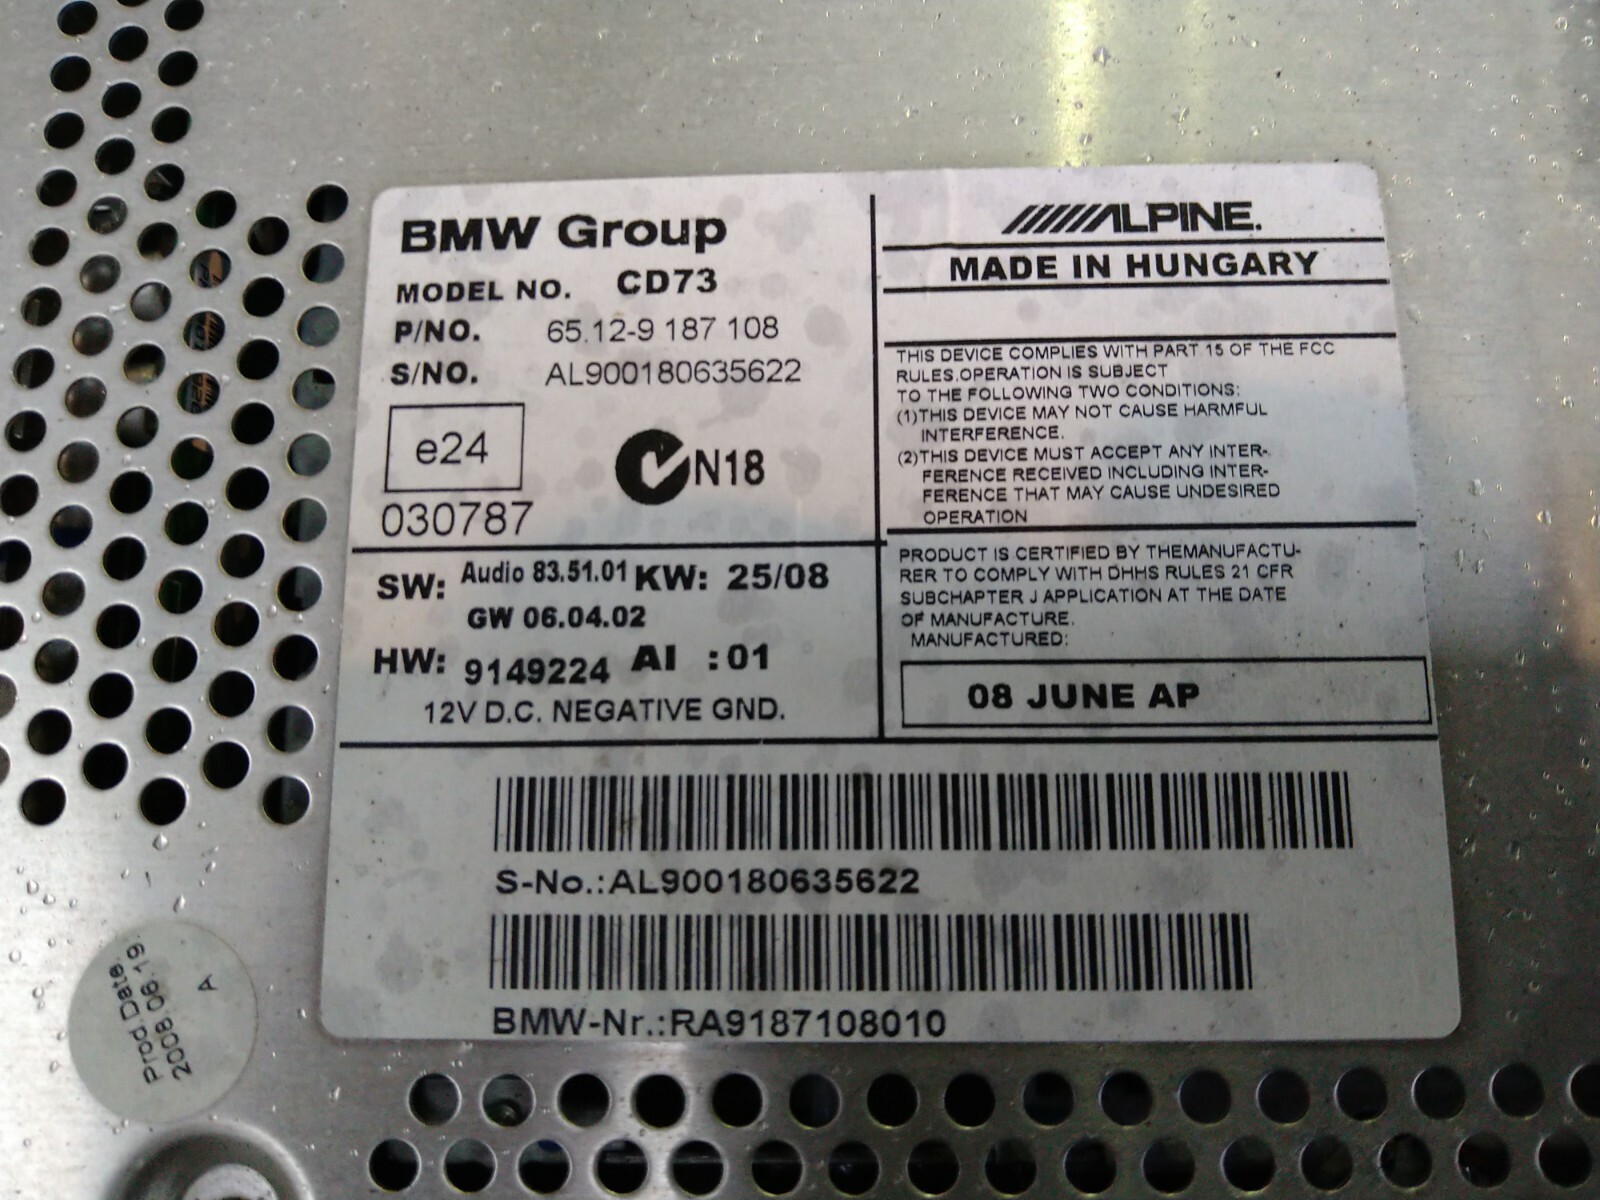 BMW Group
MODEL NO. CD73
P/NO. 65.12-9 187 108
S/NO. AL900180635622
e24
030787
N18
SW: Audio 83.51.01 KW: 25/08
GW 06.04.02
HW: 9149224 AI :01
12V D.C. NEGATIVE GND.
ALPINE.
MADE IN HUNGARY
THIS DEVICE COMPLIES WITH PART 15 OF THE FCC
RULES.OPERATION IS SUBJECT
TO THE FOLLOWING TWO CONDITIONS:
(1)THIS DEVICE MAY NOT CAUSE HARMFUL
INTERFERENCE.
(2)THIS DEVICE MUST ACCEPT ANY INTER-
FERENCE RECEIVED INCLUDING INTER-
FERENCE THAT MAY CAUSE UNDESIRED
OPERATION
PRODUCT IS CERTIFIED BY THEMANUFACTU-
RER TO COMPLY WITH DHHS RULES 21 CFR
SUBCHAPTER J APPLICATION AT THE DATE
OF MANUFACTURE.
MANUFACTURED:
08 JUNE AP
S-No.:AL900180635622
BMW-Nr.:RA9187108010
Prod.Date.
2008.06.19.
A